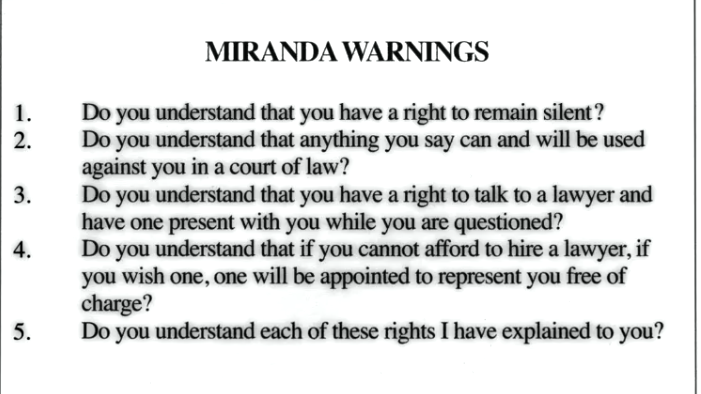 MIRANDA WARNINGS
1. Do you understand that you have a right to remain silent?
2. Do you understand that anything you say can and will be used
against you in a court of law?
3. Do you understand that you have a right to talk to a lawyer and
have one present with you while you are questioned?
4. Do you understand that if you cannot afford to hire a lawyer, if
you wish one, one will be appointed to represent you free of
charge?
5. Do you understand each of these rights I have explained to you?